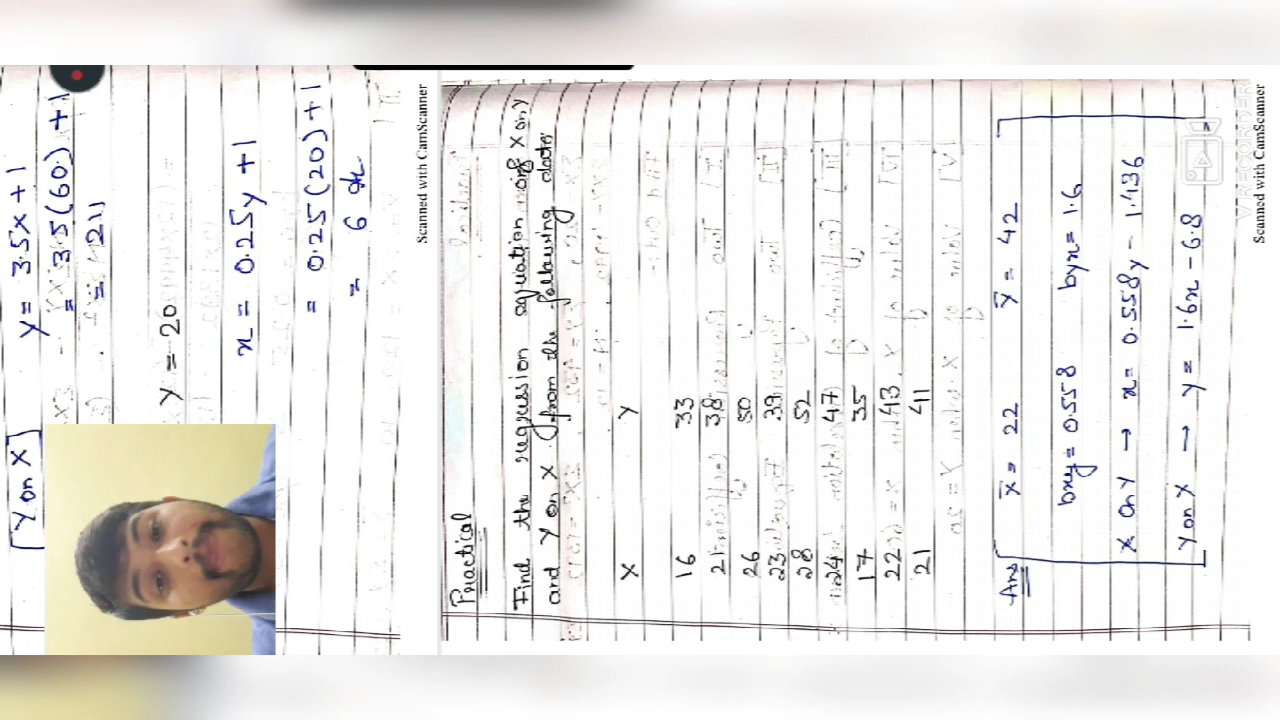 Y on X
y = 3.5x + 1
= 3.5(60) + 1
= 211
y = 20
x = 0.25y + 1
= 0.25(20) + 1
= 6
Scanned with CamScanner
Practical
Find the regression equation of X on Y
and Y on X from the following data
X Y
16 33
21 38
26 50
23 39
28 52
24 47
17 35
22 43
21 41
Ans x̄ = 22 ȳ = 42
bxy = 0.558 byx = 1.6
X on Y → x = 0.558y - 1.436
Y on X → y = 1.6x - 6.8
Scanned with CamScanner
VRECORDER